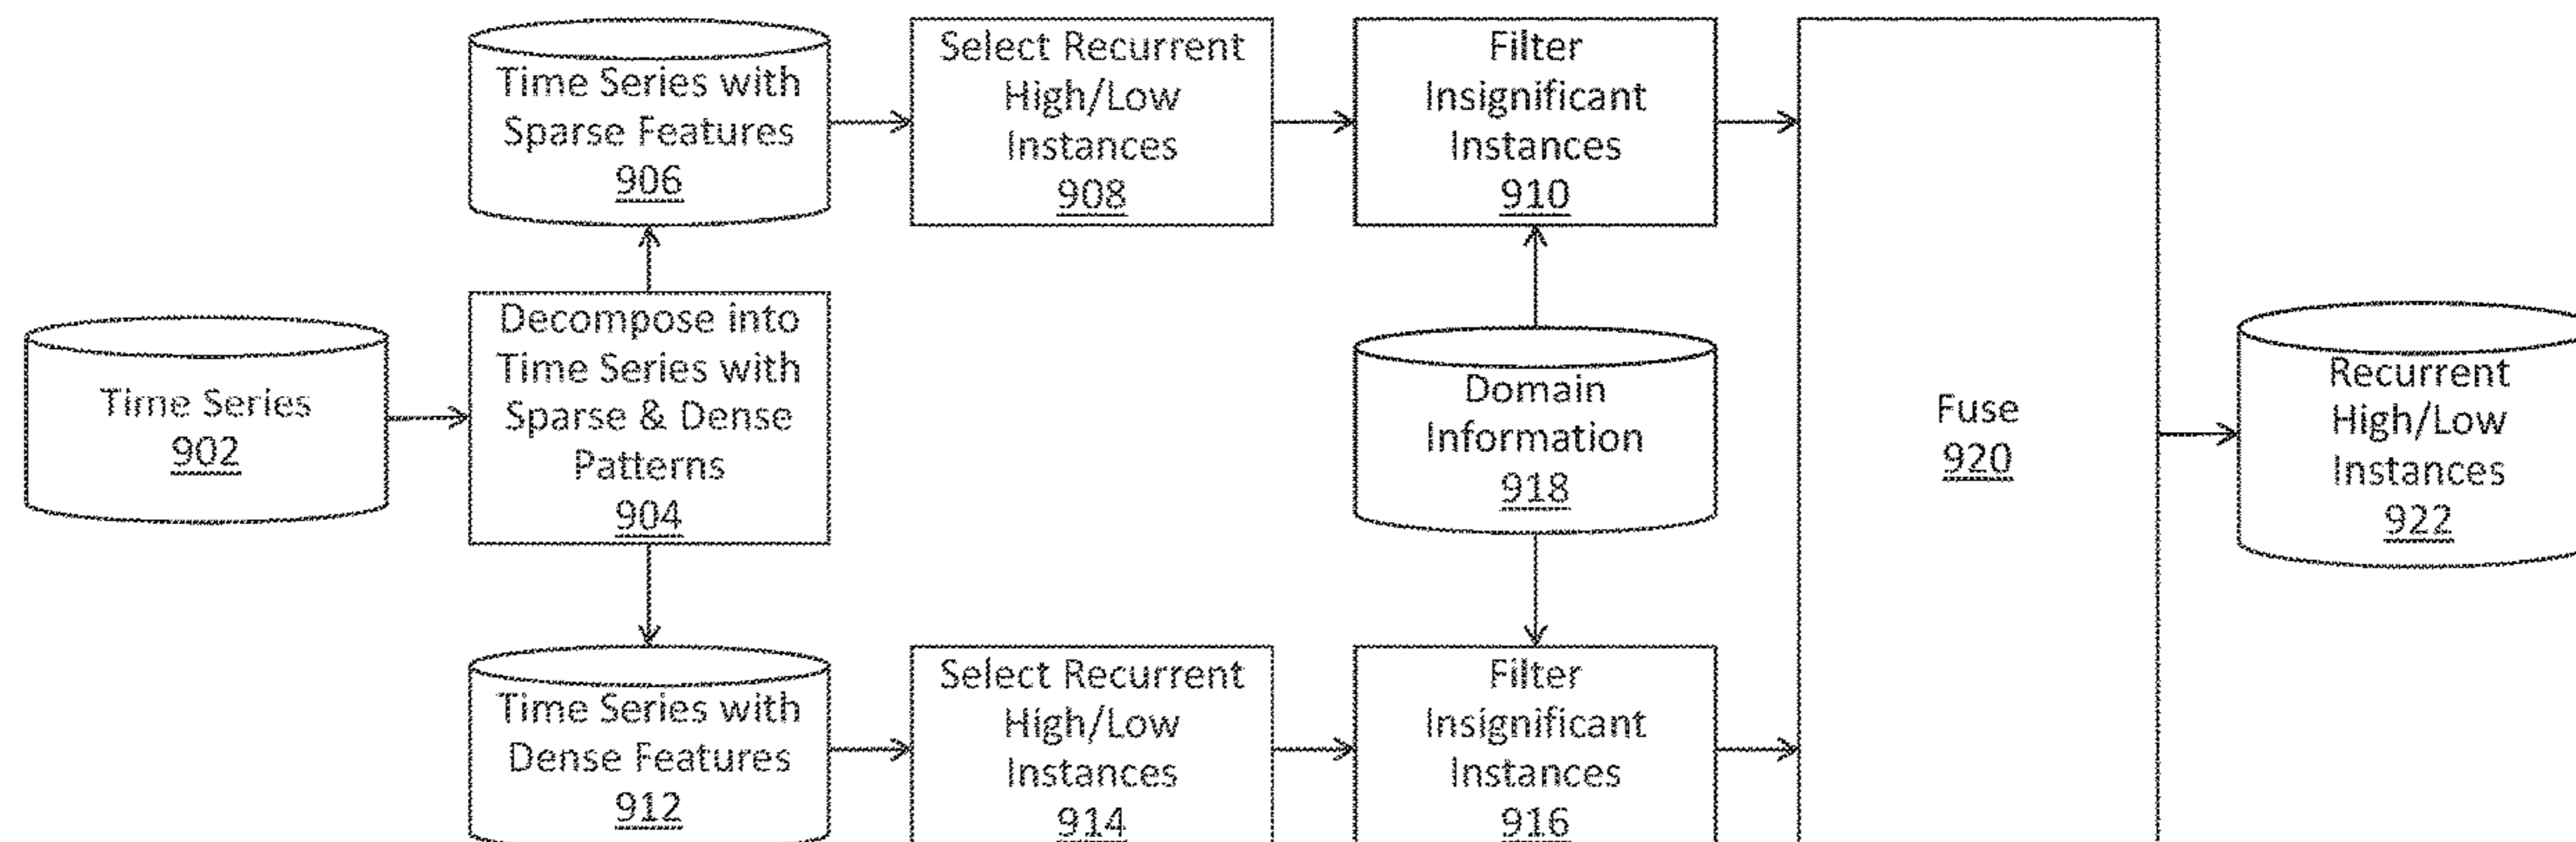 Time Series
902
Decompose into
Time Series with
Sparse & Dense
Patterns
904
Time Series with
Sparse Features
906
Select Recurrent
High/Low
Instances
908
Filter
Insignificant
Instances
910
Time Series with
Dense Features
912
Select Recurrent
High/Low
Instances
914
Filter
Insignificant
Instances
916
Domain
Information
918
Fuse
920
Recurrent
High/Low
Instances
922